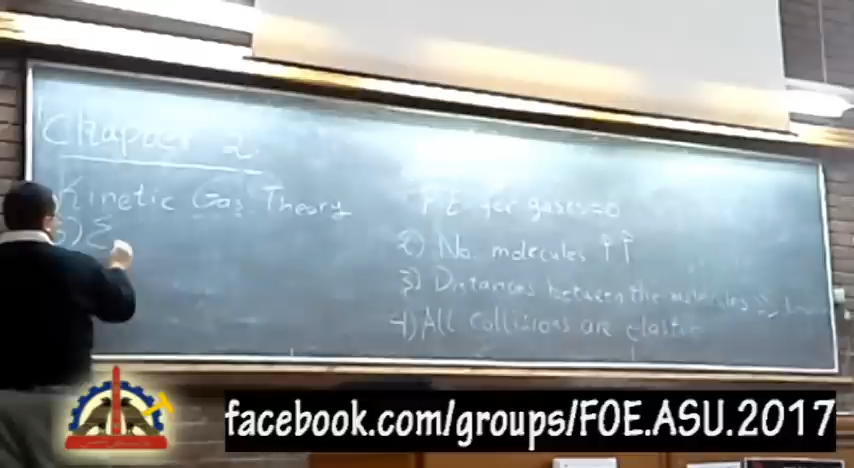 Chapter 2
Kinetic Gas Theory
5) Σ
P.E. for gases = 0
2) No. molecules ↑↑
3) Distances between the molecules >>
4) All collisions are elastic
facebook.com/groups/FOE.ASU.2017